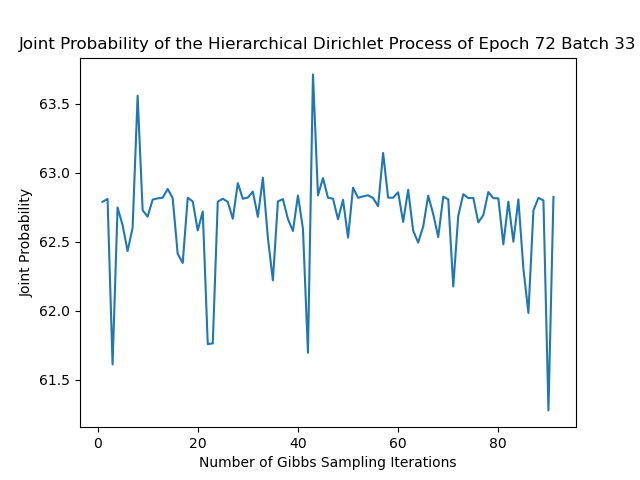 Joint Probability of the Hierarchical Dirichlet Process of Epoch 72 Batch 33
63.5
63.0
62.5
62.0
61.5
Joint Probability
0 20 40 60 80
Number of Gibbs Sampling Iterations